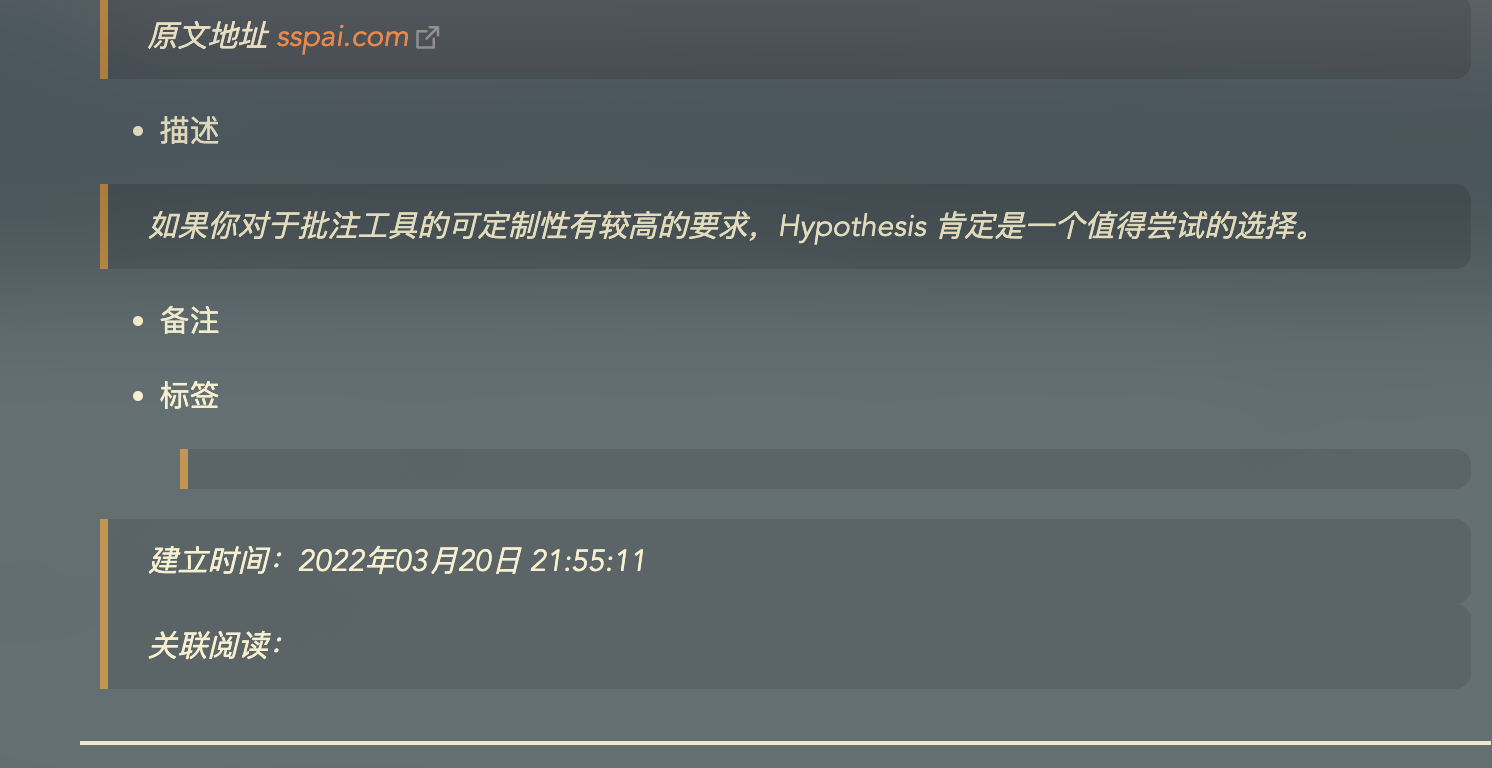 原文地址 sspai.com
描述
如果你对于批注工具的可定制性有较高的要求，Hypothesis 肯定是一个值得尝试的选择。
备注
标签
建立时间：2022年03月20日 21:55:11
关联阅读：